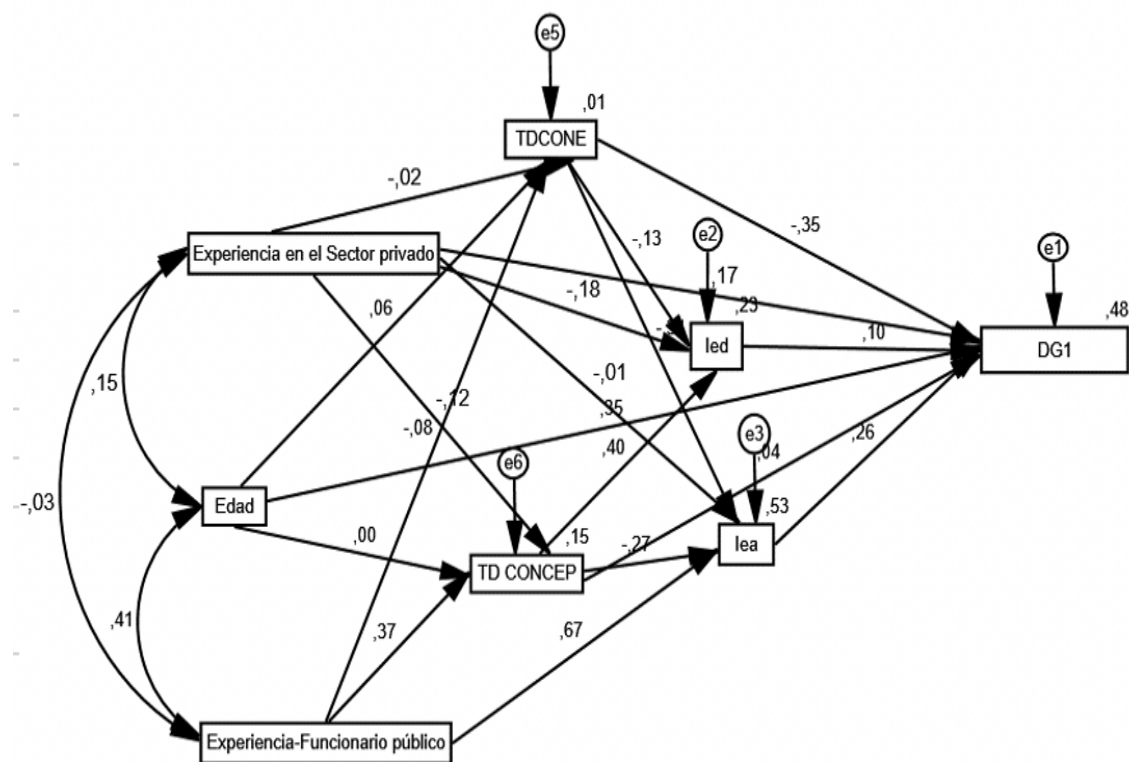 e5
,01
TDCONE
-,02
-,13
e2
-,35
e1
Experiencia en el Sector privado
,17
-,18
,23
,06
led
,10
,48
DG1
-,01
,15
-,12
,35
-,08
e3
,26
,40
e6
,04
-,03
Edad
,53
,00
,15
-,27
lea
TD CONCEP
,41
,37
,67
Experiencia-Funcionario público